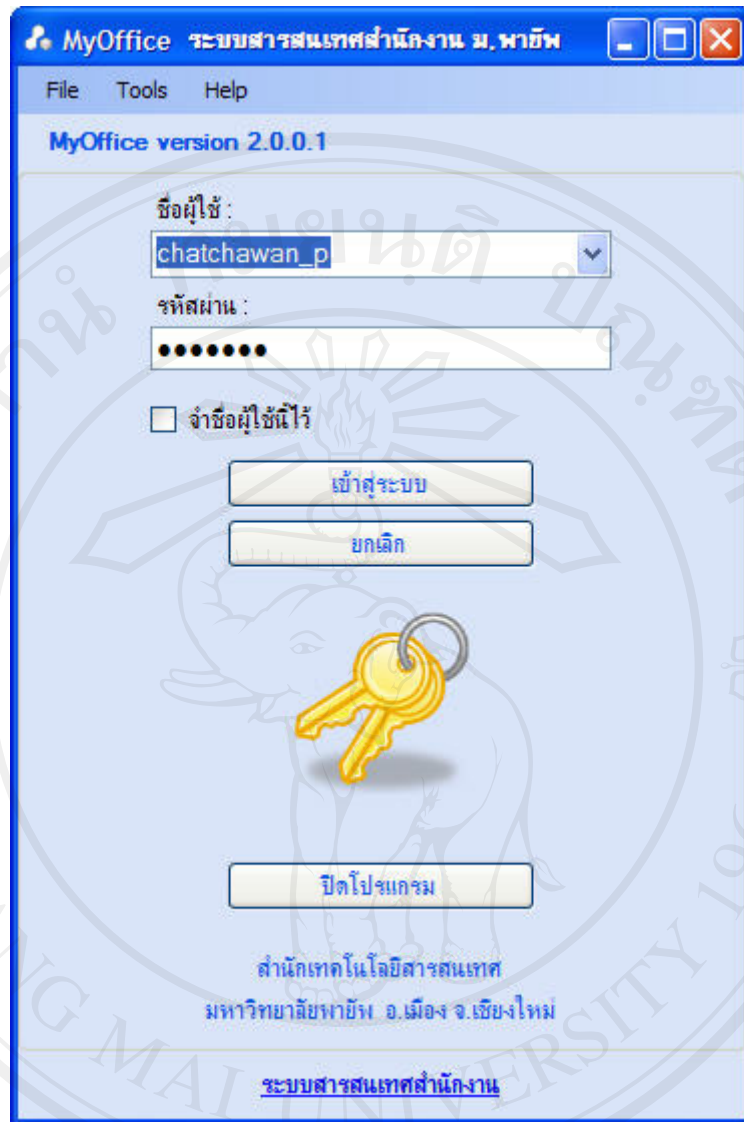 MyOffice ระบบสารสนเทศสำนักงาน ม.พายัพ
File Tools Help
MyOffice version 2.0.0.1
ชื่อผู้ใช้ :
chatchawan_p
รหัสผ่าน :
●●●●●●●
จำชื่อผู้ใช้นี้ไว้
เข้าสู่ระบบ
ยกเลิก
ปิดโปรแกรม
สำนักเทคโนโลยีสารสนเทศ
มหาวิทยาลัยพายัพ อ.เมือง จ.เชียงใหม่
ระบบสารสนเทศสำนักงาน